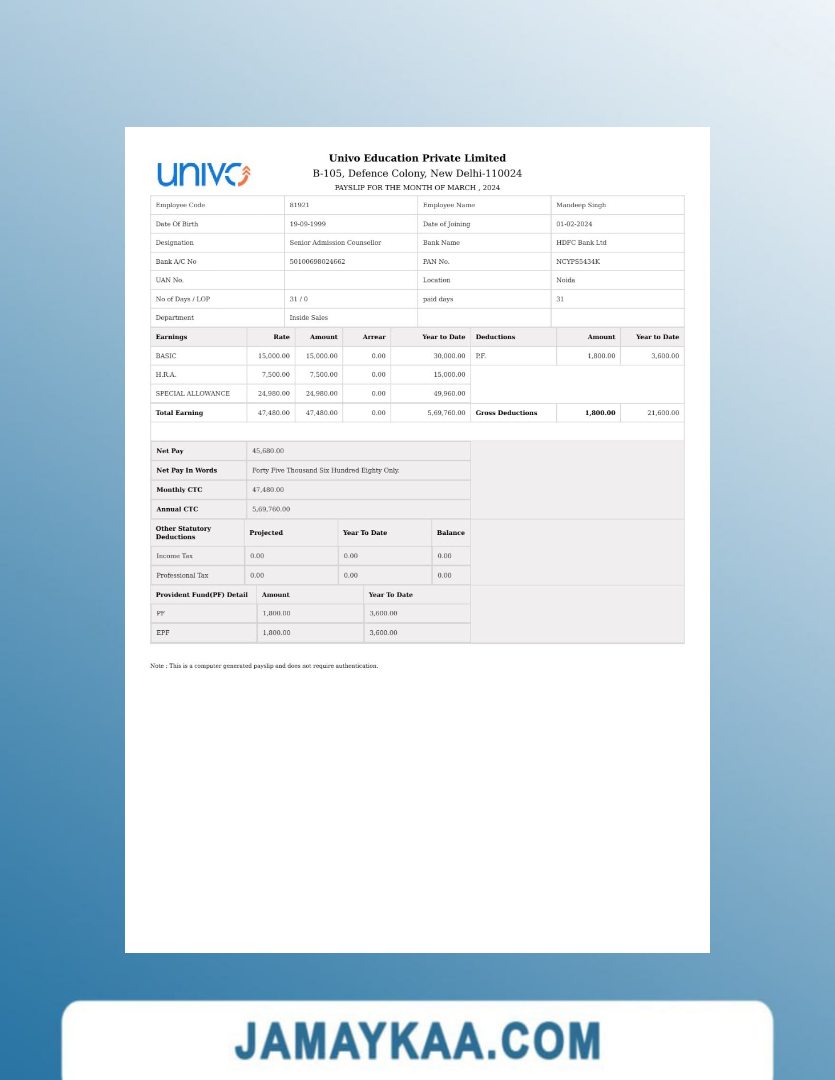 univo
Univo Education Private Limited
B-105, Defence Colony, New Delhi-110024
PAYSLIP FOR THE MONTH OF MARCH , 2024
Employee Code 81921 Employee Name Mandeep Singh
Date Of Birth 19-09-1999 Date of Joining 01-02-2024
Designation Senior Admission Counsellor Bank Name HDFC Bank Ltd
Bank A/C No 50100698024662 PAN No. NCYPS5434K
UAN No. Location Noida
No of Days / LOP 31 / 0 paid days 31
Department Inside Sales
Earnings Rate Amount Arrear Year to Date Deductions Amount Year to Date
BASIC 15,000.00 15,000.00 0.00 30,000.00 P.F. 1,800.00 3,600.00
H.R.A. 7,500.00 7,500.00 0.00 15,000.00
SPECIAL ALLOWANCE 24,980.00 24,980.00 0.00 49,960.00
Total Earning 47,480.00 47,480.00 0.00 5,69,760.00 Gross Deductions 1,800.00 21,600.00
Net Pay 45,680.00
Net Pay In Words Forty Five Thousand Six Hundred Eighty Only.
Monthly CTC 47,480.00
Annual CTC 5,69,760.00
Other Statutory
Deductions Projected Year To Date Balance
Income Tax 0.00 0.00 0.00
Professional Tax 0.00 0.00 0.00
Provident Fund(PF) Detail Amount Year To Date
PF 1,800.00 3,600.00
EPF 1,800.00 3,600.00
Note : This is a computer generated payslip and does not require authentication.
JAMAYKAA.COM